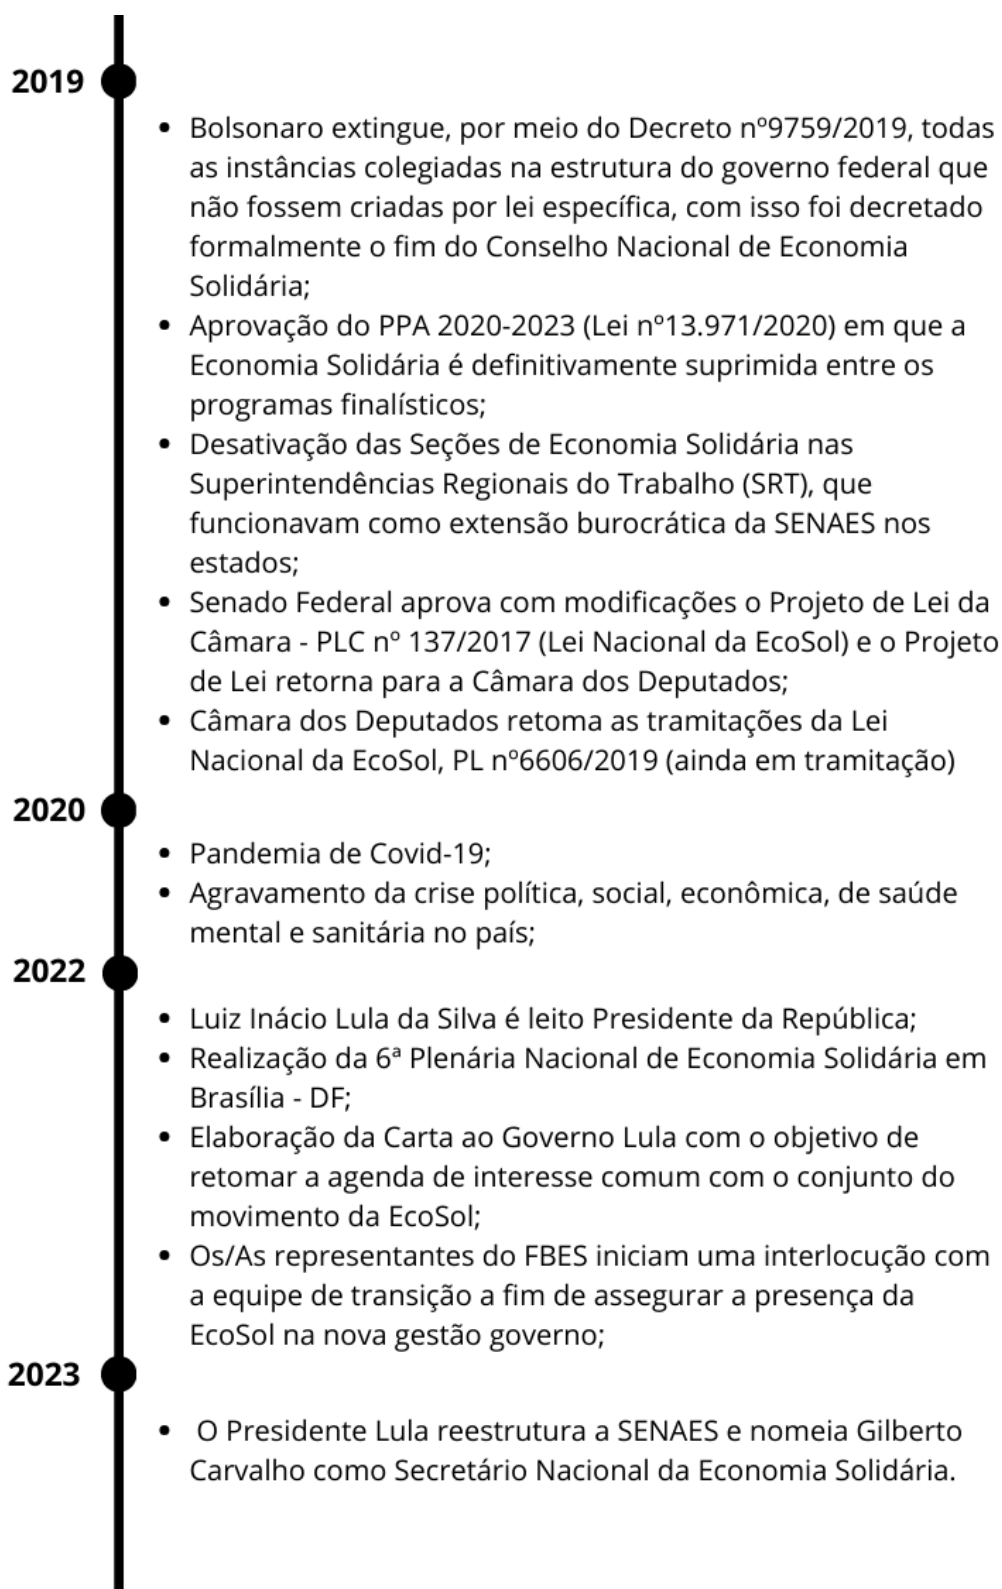 2019
• Bolsonaro extingue, por meio do Decreto nº9759/2019, todas
as instâncias colegiadas na estrutura do governo federal que
não fossem criadas por lei específica, com isso foi decretado
formalmente o fim do Conselho Nacional de Economia
Solidária;
• Aprovação do PPA 2020-2023 (Lei nº13.971/2020) em que a
Economia Solidária é definitivamente suprimida entre os
programas finalísticos;
• Desativação das Seções de Economia Solidária nas
Superintendências Regionais do Trabalho (SRT), que
funcionavam como extensão burocrática da SENAES nos
estados;
• Senado Federal aprova com modificações o Projeto de Lei da
Câmara - PLC nº 137/2017 (Lei Nacional da EcoSol) e o Projeto
de Lei retorna para a Câmara dos Deputados;
• Câmara dos Deputados retoma as tramitações da Lei
Nacional da EcoSol, PL nº6606/2019 (ainda em tramitação)
2020
• Pandemia de Covid-19;
• Agravamento da crise política, social, econômica, de saúde
mental e sanitária no país;
2022
• Luiz Inácio Lula da Silva é leito Presidente da República;
• Realização da 6ª Plenária Nacional de Economia Solidária em
Brasília - DF;
• Elaboração da Carta ao Governo Lula com o objetivo de
retomar a agenda de interesse comum com o conjunto do
movimento da EcoSol;
• Os/As representantes do FBES iniciam uma interlocução com
a equipe de transição a fim de assegurar a presença da
EcoSol na nova gestão governo;
2023
• O Presidente Lula reestrutura a SENAES e nomeia Gilberto
Carvalho como Secretário Nacional da Economia Solidária.